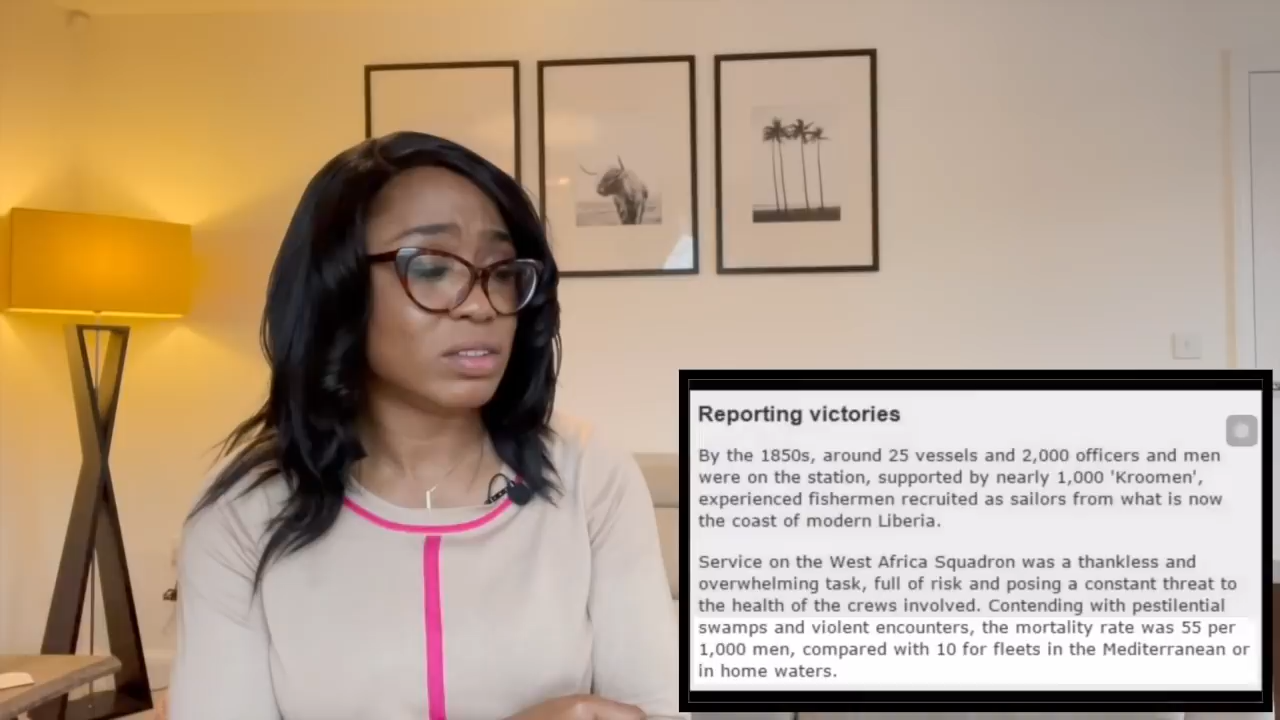 Reporting victories
By the 1850s, around 25 vessels and 2,000 officers and men
were on the station, supported by nearly 1,000 'Kroomen',
experienced fishermen recruited as sailors from what is now
the coast of modern Liberia.
Service on the West Africa Squadron was a thankless and
overwhelming task, full of risk and posing a constant threat to
the health of the crews involved. Contending with pestilential
swamps and violent encounters, the mortality rate was 55 per
1,000 men, compared with 10 for fleets in the Mediterranean or
in home waters.